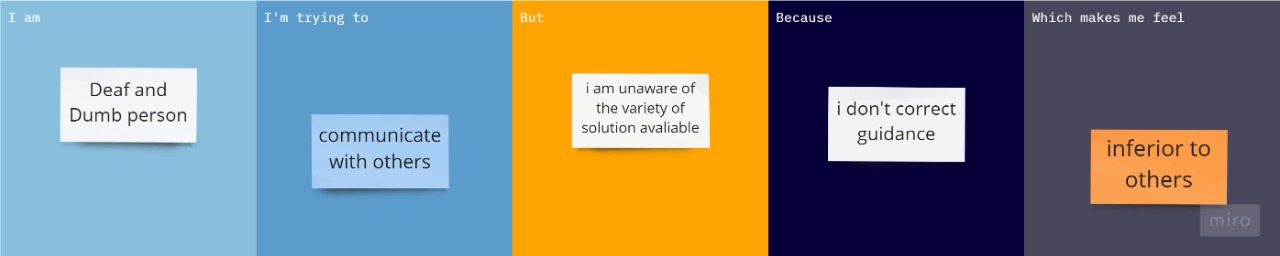 I am
Deaf and
Dumb person
I'm trying to
communicate
with others
But
i am unaware of
the variety of
solution avaliable
Because
i don't correct
guidance
Which makes me feel
inferior to
others
miro